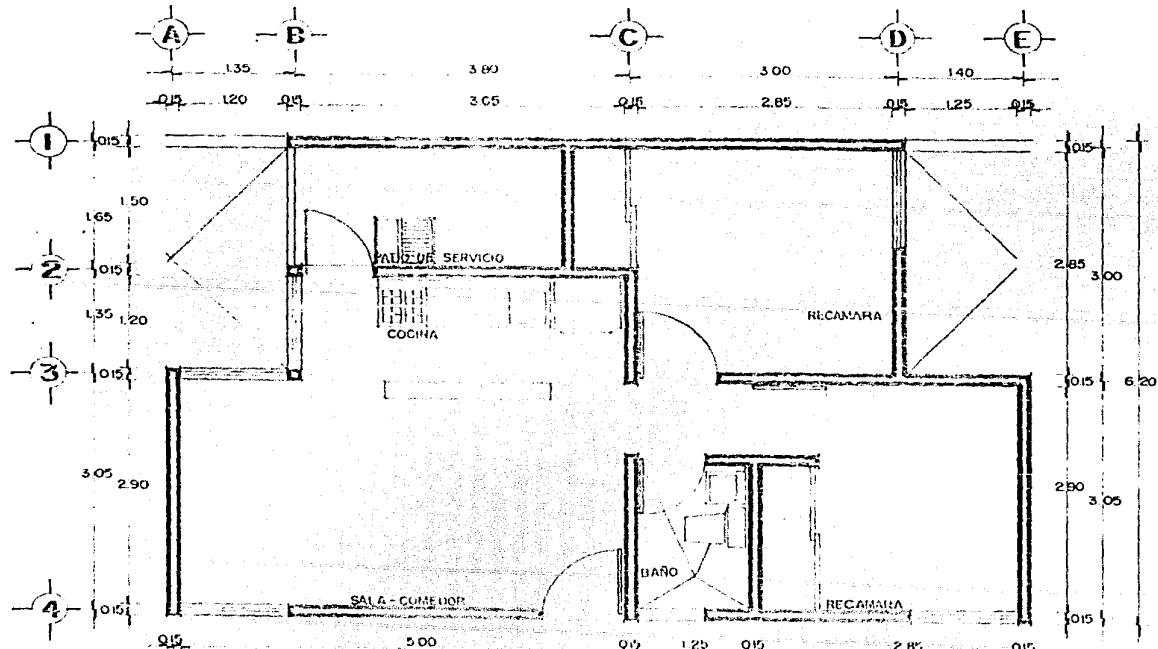 A B C D E
1.35 3.80 3.00 1.40
0.15 1.20 0.15 3.65 0.15 2.85 0.15 1.25 0.15
1 0.15 0.15
1.50
1.65
2 0.15 PATIO DE SERVICIO 2.85 3.00
1.35 1.20 RECAMARA
COCINA
3 0.15 0.15 6.20
3.05 2.90 2.90 3.05
BAÑO
4 0.15 SALA-COMEDOR RECAMARA 0.15
0.15 5.00 0.15 1.25 0.15 2.85 0.15